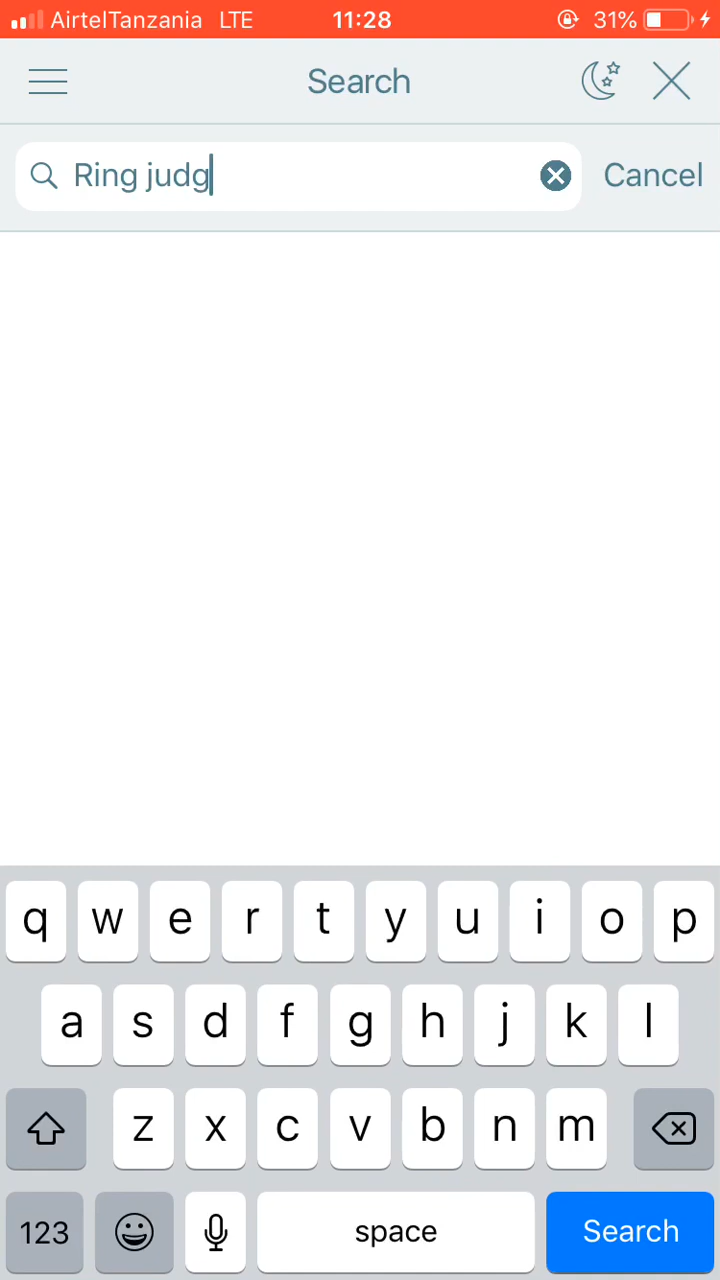 AirtelTanzania LTE 11:28 31%
Search
Ring judg Cancel
q w e r t y u i o p
a s d f g h j k l
z x c v b n m
123 space Search